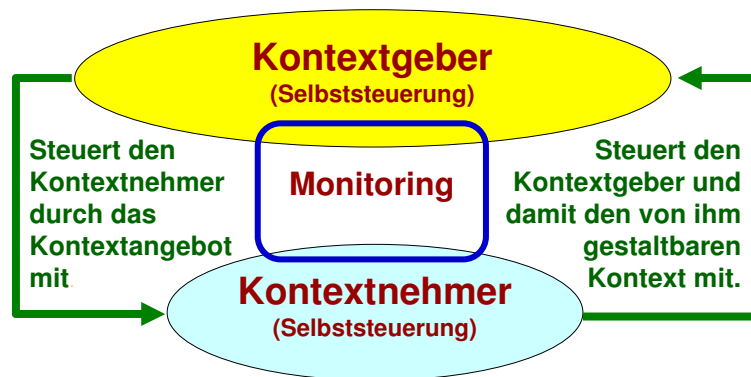 Kontextgeber
(Selbststeuerung)
Steuert den
Kontextnehmer
durch das
Kontextangebot
mit.
Monitoring
Steuert den
Kontextgeber und
damit den von ihm
gestaltbaren
Kontext mit.
Kontextnehmer
(Selbststeuerung)